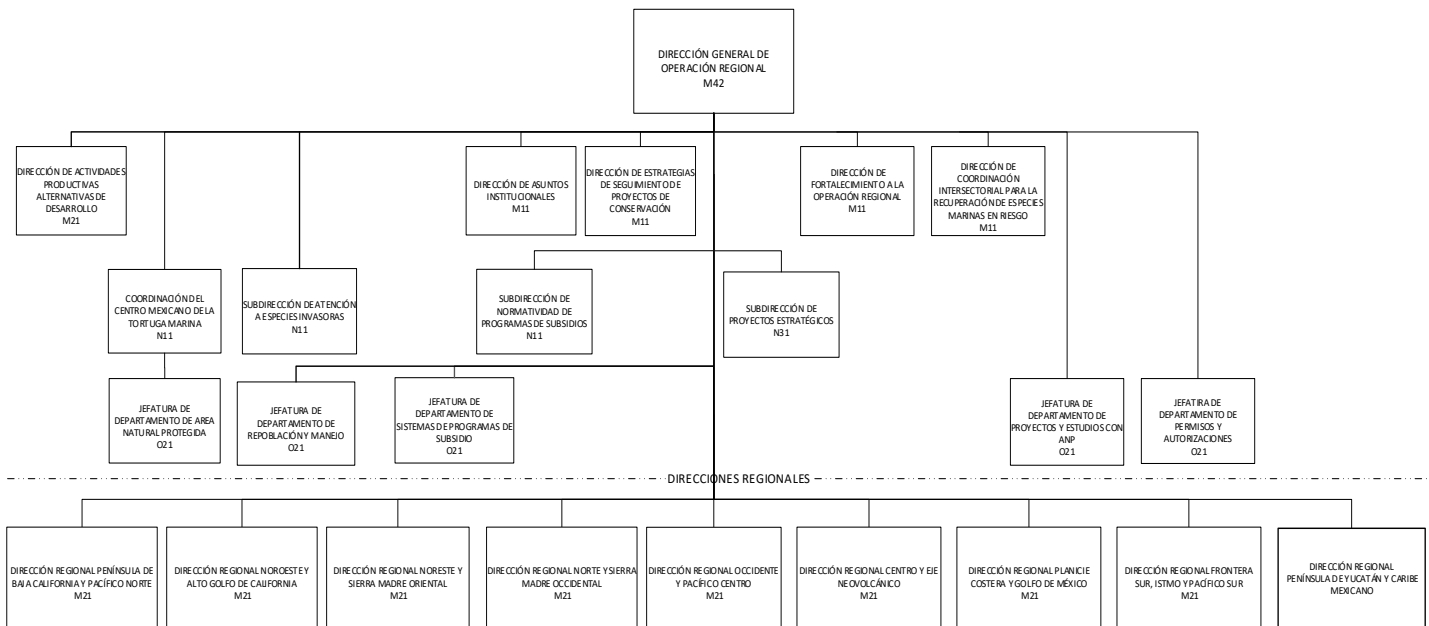 DIRECCIÓN GENERAL DE
OPERACIÓN REGIONAL
M42
DIRECCIÓN DE ACTIVIDADES
PRODUCTIVAS
ALTERNATIVAS DE
DESARROLLO
M21
DIRECCIÓN DE ASUNTOS
INSTITUCIONALES
M11
DIRECCIÓN DE ESTRATEGIAS
DE SEGUIMIENTO DE
PROYECTOS DE
CONSERVACIÓN
M11
DIRECCIÓN DE
FORTALECIMIENTO A LA
OPERACIÓN REGIONAL
M11
DIRECCIÓN DE
COORDINACIÓN
INTERSECTORIAL PARA LA
RECUPERACIÓN DE ESPECIES
MARINAS EN RIESGO
M11
COORDINACIÓN DEL
CENTRO MEXICANO DE LA
TORTUGA MARINA
N11
SUBDIRECCIÓN DE ATENCIÓN
A ESPECIES INVASORAS
N11
SUBDIRECCIÓN DE
NORMATIVIDAD DE
PROGRAMAS DE SUBSIDIOS
N11
SUBDIRECCIÓN DE
PROYECTOS ESTRATÉGICOS
N31
JEFATURA DE
DEPARTAMENTO DE AREA
NATURAL PROTEGIDA
O21
JEFATURA DE
DEPARTAMENTO DE
REPOBLACIÓN Y MANEJO
O21
JEFATURA DE
DEPARTAMENTO DE
SISTEMAS DE PROGRAMAS DE
SUBSIDIO
O21
JEFATURA DE
DEPARTAMENTO DE
PROYECTOS Y ESTUDIOS CON
ANP
O21
JEFATIRA DE
DEPARTAMENTO DE
PERMISOS Y
AUTORIZACIONES
O21
DIRECCIONES REGIONALES
DIRECCIÓN REGIONAL PENÍNSULA DE
BAJA CALIFORNIA Y PACÍFICO NORTE
M21
DIRECCIÓN REGIONAL NOROESTE Y
ALTO GOLFO DE CALIFORNIA
M21
DIRECCIÓN REGIONAL NORESTE Y
SIERRA MADRE ORIENTAL
M21
DIRECCIÓN REGIONAL NORTE Y SIERRA
MADRE OCCIDENTAL
M21
DIRECCIÓN REGIONAL OCCIDENTE
Y PACÍFICO CENTRO
M21
DIRECCIÓN REGIONAL CENTRO Y EJE
NEOVOLCÁNICO
M21
DIRECCIÓN REGIONAL PLANICIE
COSTERA Y GOLFO DE MÉXICO
M21
DIRECCIÓN REGIONAL FRONTERA
SUR, ISTMO Y PACÍFICO SUR
M21
DIRECCIÓN REGIONAL
PENÍNSULA DE YUCATÁN Y CARIBE
MEXICANO